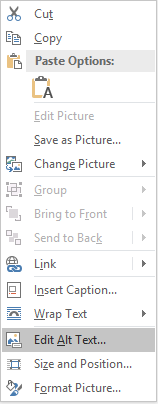 Cut
Copy
Paste Options:
A
Edit Picture
Save as Picture...
Change Picture
Group
Bring to Front
Send to Back
Link
Insert Caption...
Wrap Text
Edit Alt Text...
Size and Position...
Format Picture...